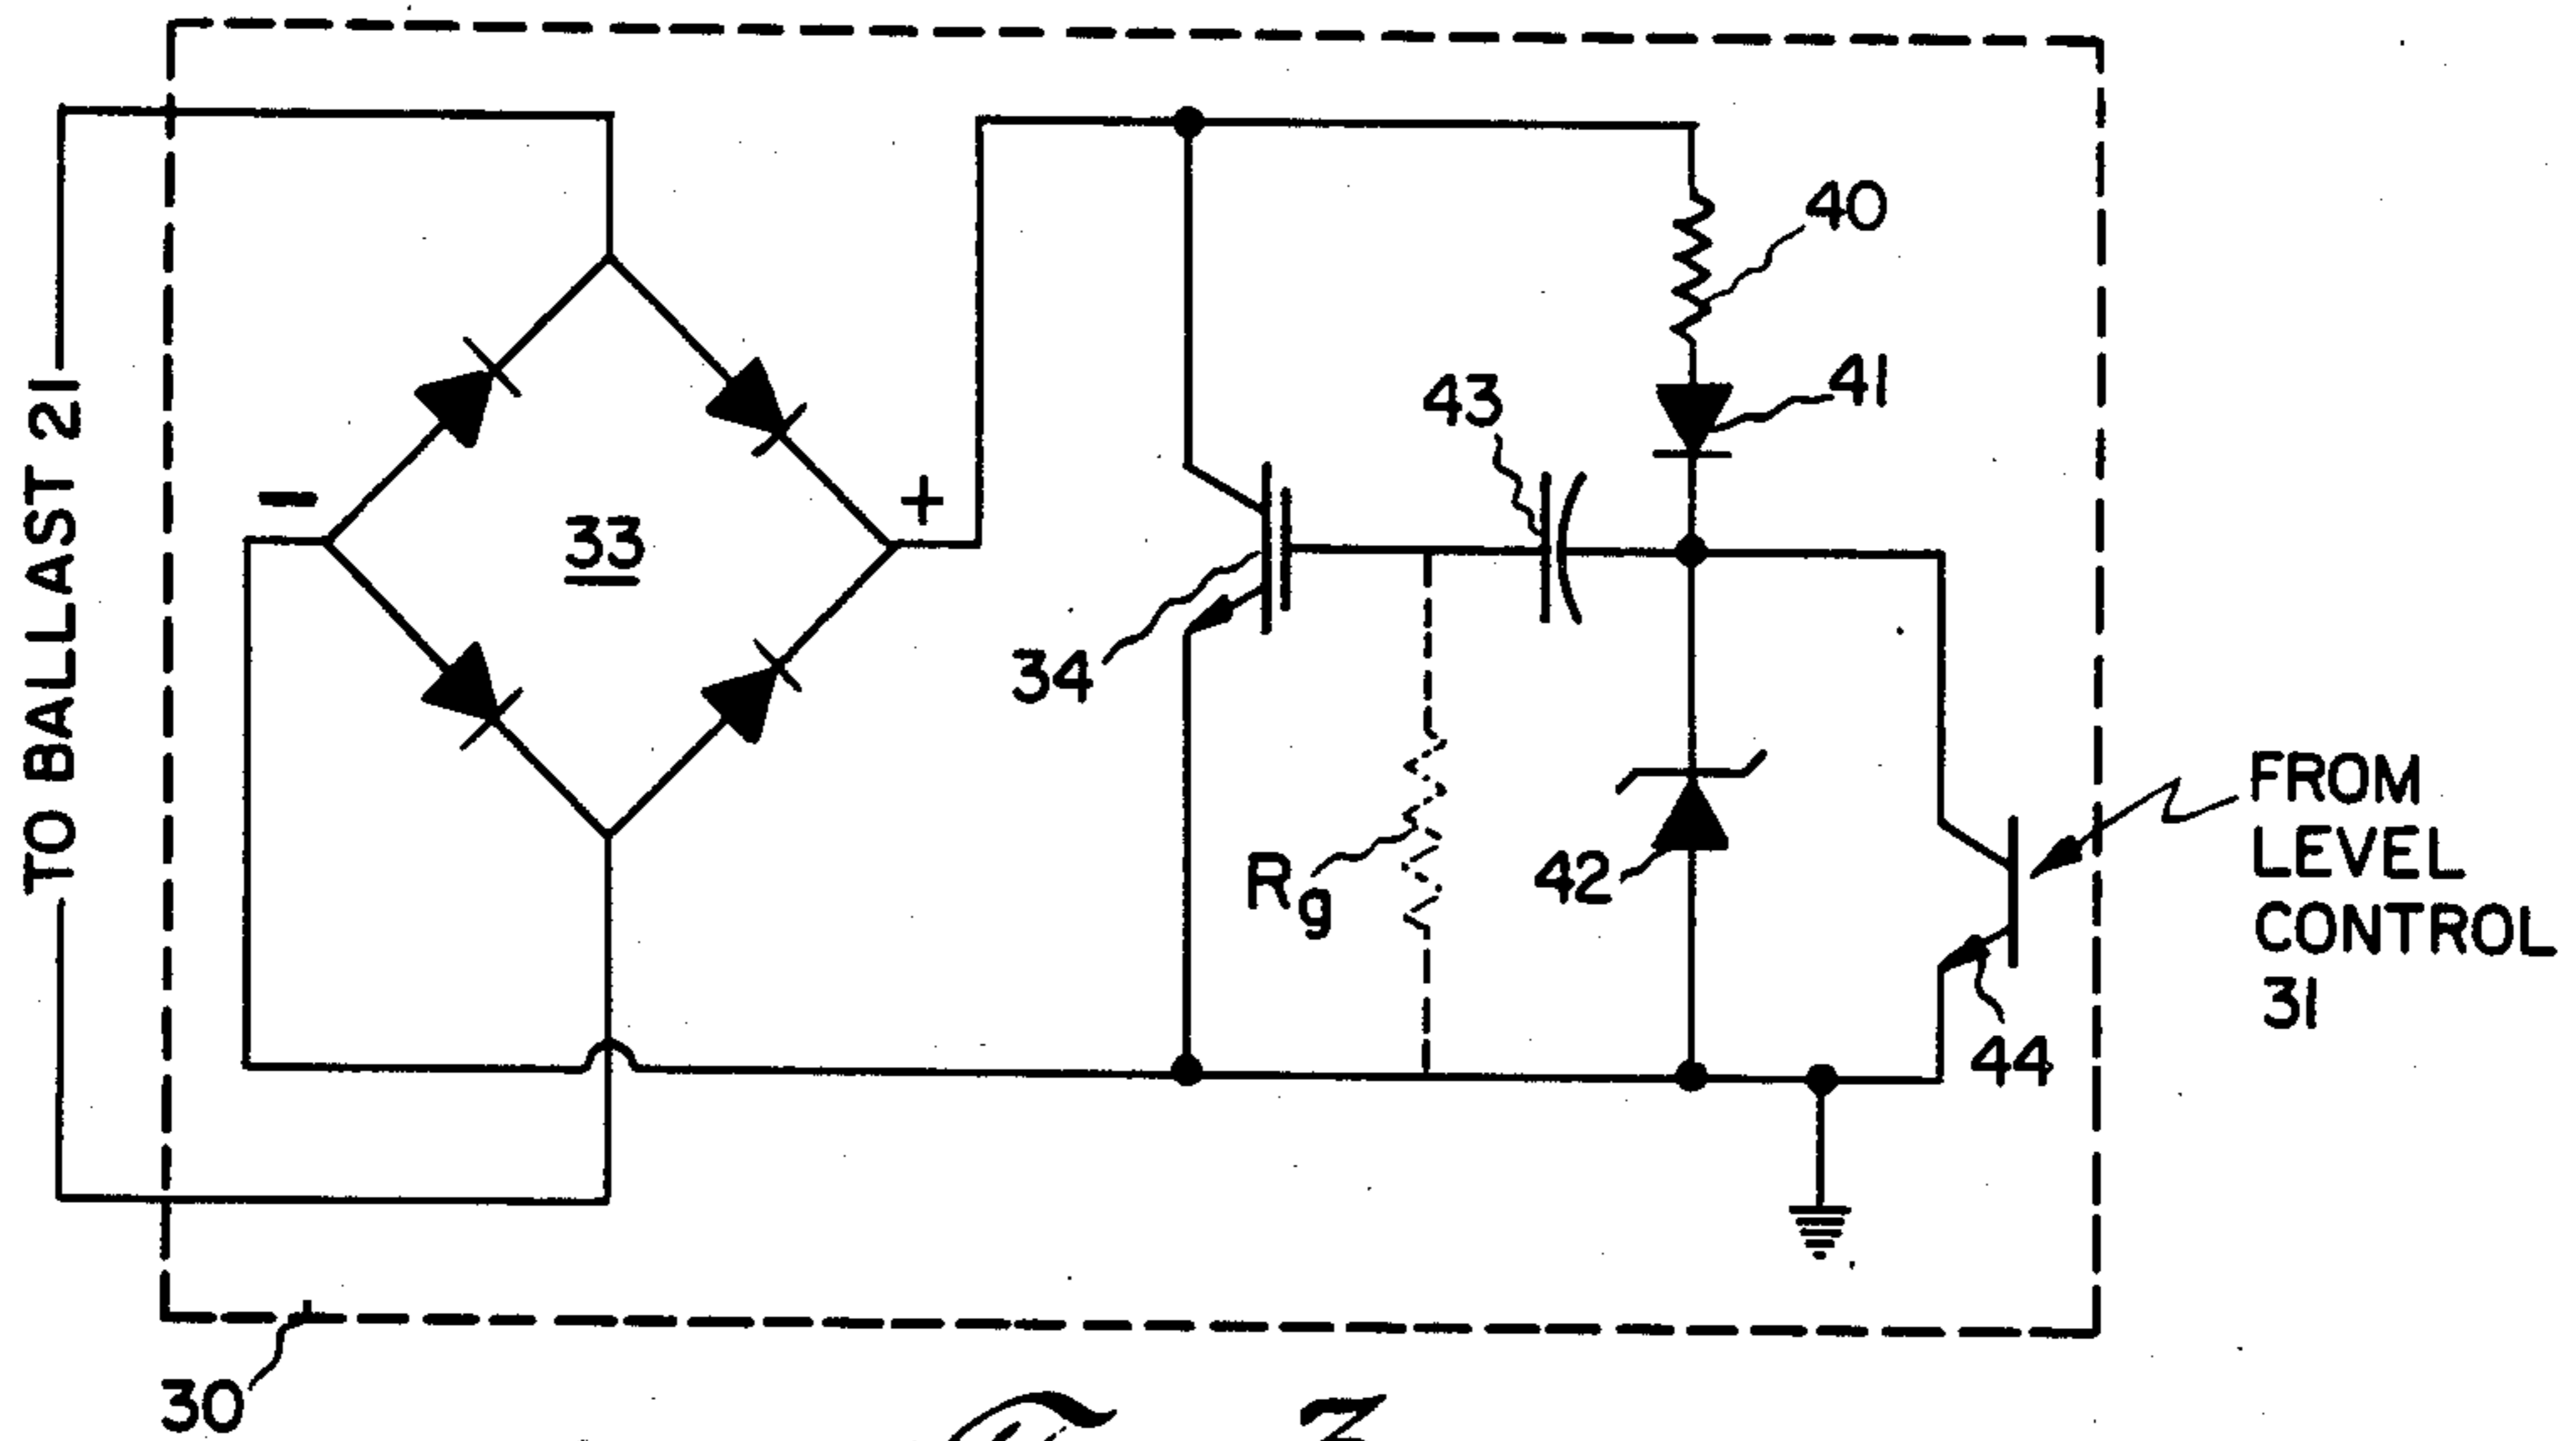 TO BALLAST 21
−
33
+
34
43
40
41
Rg
42
44
FROM
LEVEL
CONTROL
31
30